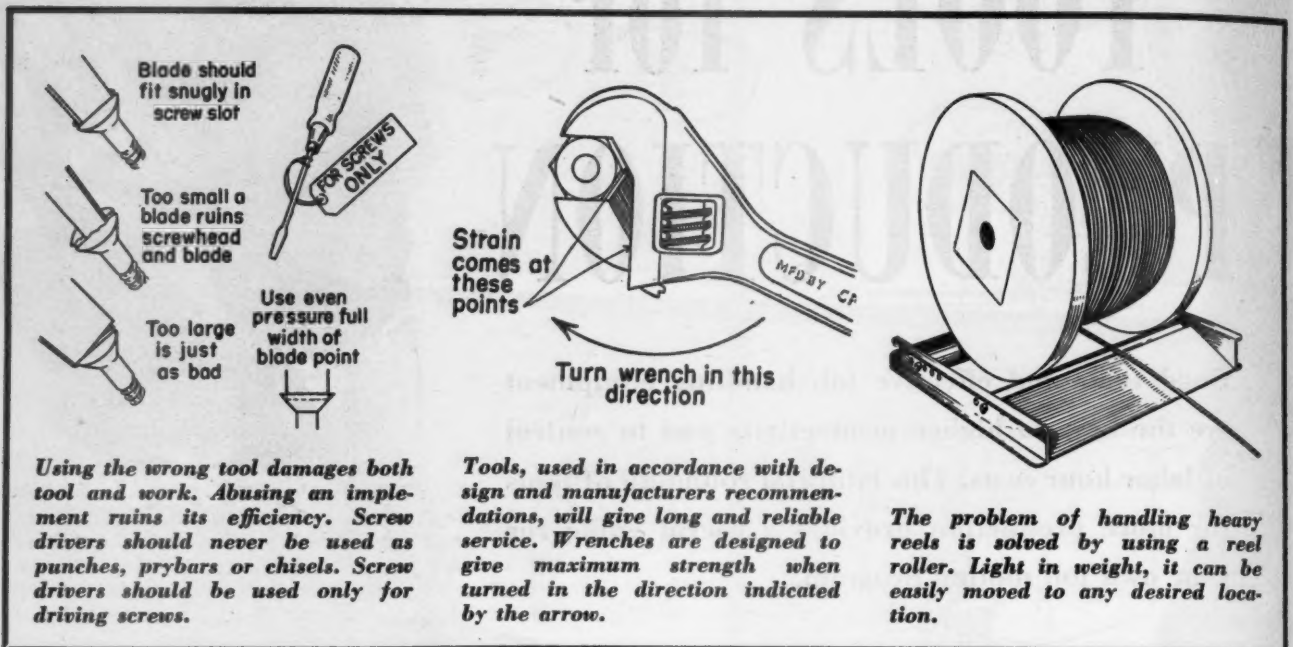 Blade should
fit snugly in
screw slot
FOR SCREWS
ONLY
Too small a
blade ruins
screwhead
and blade
Too large
is just
as bad
Use even
pressure full
width of
blade point
Using the wrong tool damages both
tool and work. Abusing an imple-
ment ruins its efficiency. Screw
drivers should never be used as
punches, prybars or chisels. Screw
drivers should be used only for
driving screws.
Strain
comes at
these
points
MFD BY CR
Turn wrench in this
direction
Tools, used in accordance with de-
sign and manufacturers recommen-
dations, will give long and reliable
service. Wrenches are designed to
give maximum strength when
turned in the direction indicated
by the arrow.
The problem of handling heavy
reels is solved by using a reel
roller. Light in weight, it can be
easily moved to any desired loca-
tion.